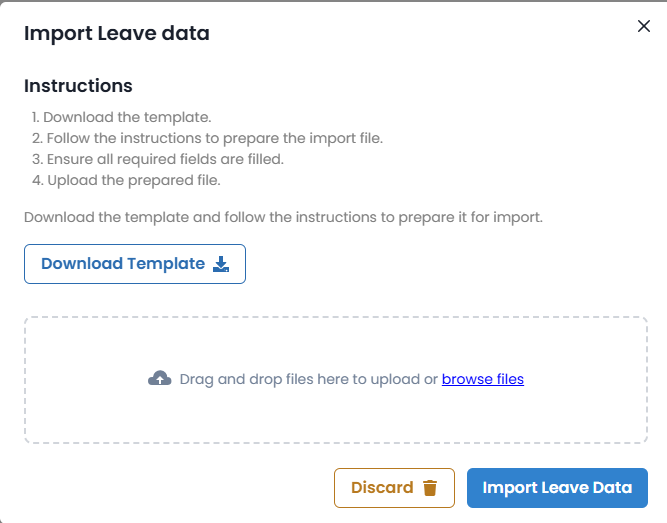 Import Leave data
Instructions
1. Download the template.
2. Follow the instructions to prepare the import file.
3. Ensure all required fields are filled.
4. Upload the prepared file.
Download the template and follow the instructions to prepare it for import.
Download Template
Drag and drop files here to upload or browse files
Discard
Import Leave Data